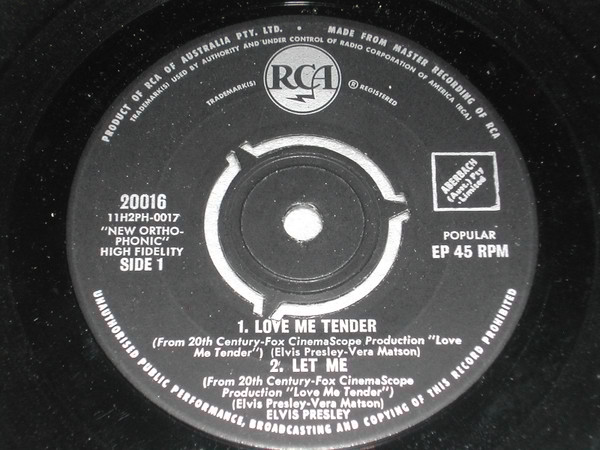 PRODUCT OF RCA OF AUSTRALIA PTY. LTD. • MADE FROM MASTER RECORDING OF RCA
TRADEMARK(S) USED BY AUTHORITY AND UNDER CONTROL OF RADIO CORPORATION OF AMERICA (RCA)
RCA
TRADEMARK(S) ® REGISTERED
20016
11H2PH-0017
"NEW ORTHO-
PHONIC"
HIGH FIDELITY
SIDE 1
ABERBACH
(Aust.) Pty
Limited
POPULAR
EP 45 RPM
1. LOVE ME TENDER
(From 20th Century-Fox CinemaScope Production "Love
Me Tender") (Elvis Presley-Vera Matson)
2. LET ME
(From 20th Century-Fox CinemaScope
Production "Love Me Tender")
(Elvis Presley-Vera Matson)
ELVIS PRESLEY
UNAUTHORISED PUBLIC PERFORMANCE, BROADCASTING AND COPYING OF THIS RECORD PROHIBITED